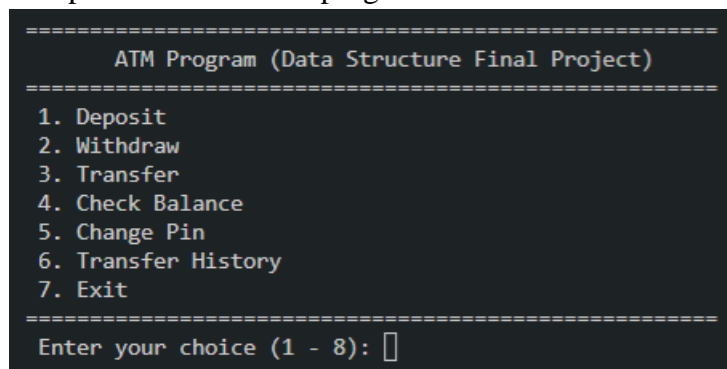 ======================================================
ATM Program (Data Structure Final Project)
======================================================
1. Deposit
2. Withdraw
3. Transfer
4. Check Balance
5. Change Pin
6. Transfer History
7. Exit
======================================================
Enter your choice (1 - 8):